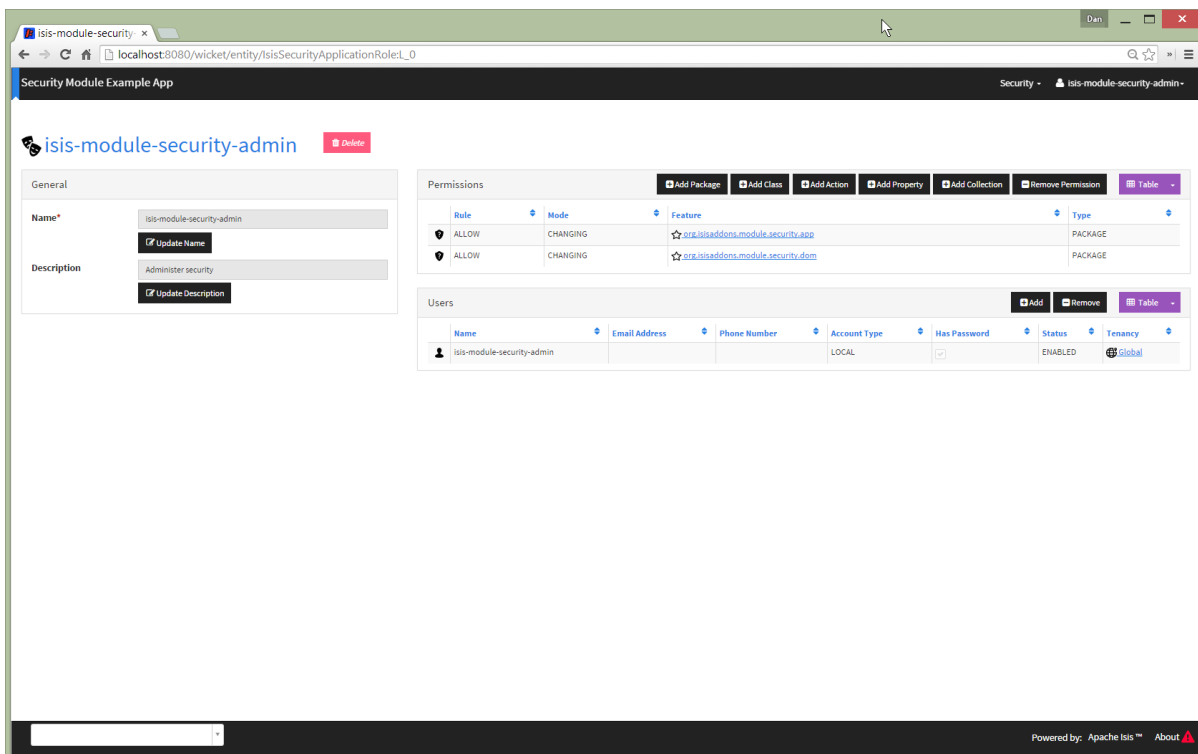 Dan
isis-module-security-
localhost:8080/wicket/entity/IsisSecurityApplicationRole:L_0
Security Module Example App
Security
isis-module-security-admin
isis-module-security-admin
Delete
General
Name*
isis-module-security-admin
Update Name
Description
Administer security
Update Description
Permissions
Add Package
Add Class
Add Action
Add Property
Add Collection
Remove Permission
Table
Rule Mode Feature Type
ALLOW CHANGING org.isisaddons.module.security.app PACKAGE
ALLOW CHANGING org.isisaddons.module.security.dom PACKAGE
Users
Add
Remove
Table
Name Email Address Phone Number Account Type Has Password Status Tenancy
isis-module-security-admin LOCAL ENABLED Global
Powered by: Apache Isis ™ About